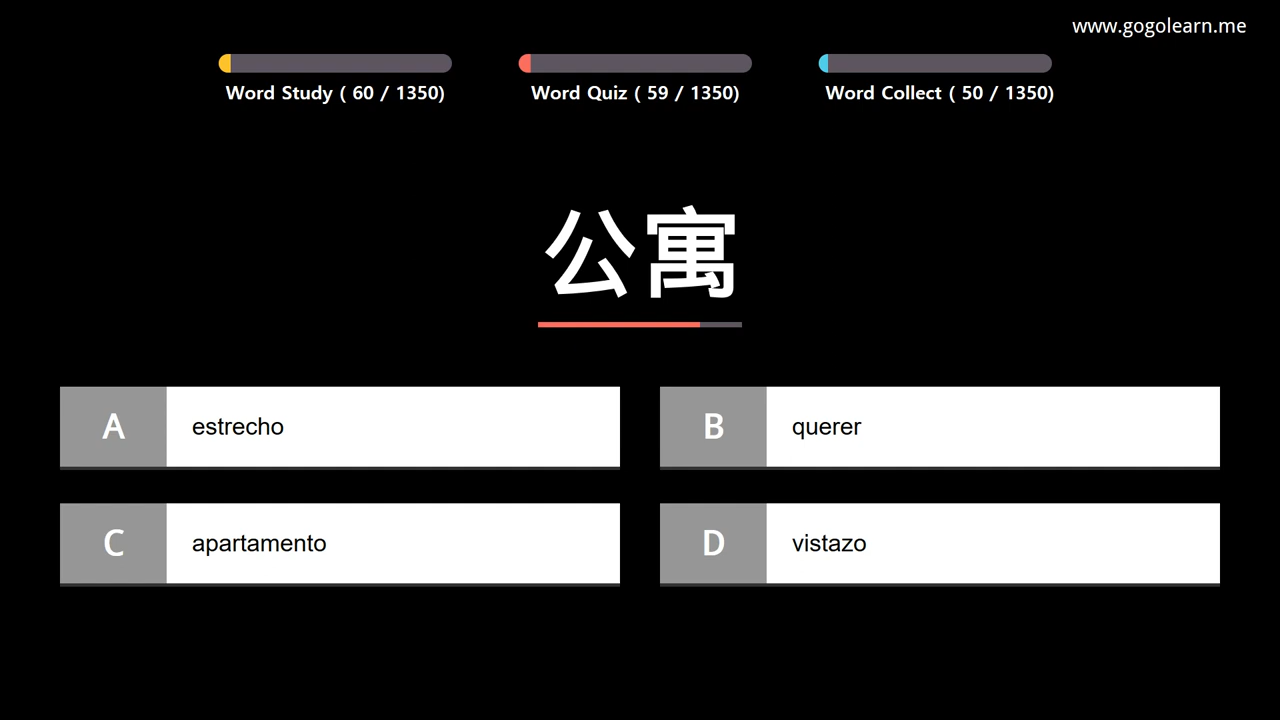 www.gogolearn.me
Word Study ( 60 / 1350)
Word Quiz ( 59 / 1350)
Word Collect ( 50 / 1350)
公寓
A estrecho
B querer
C apartamento
D vistazo